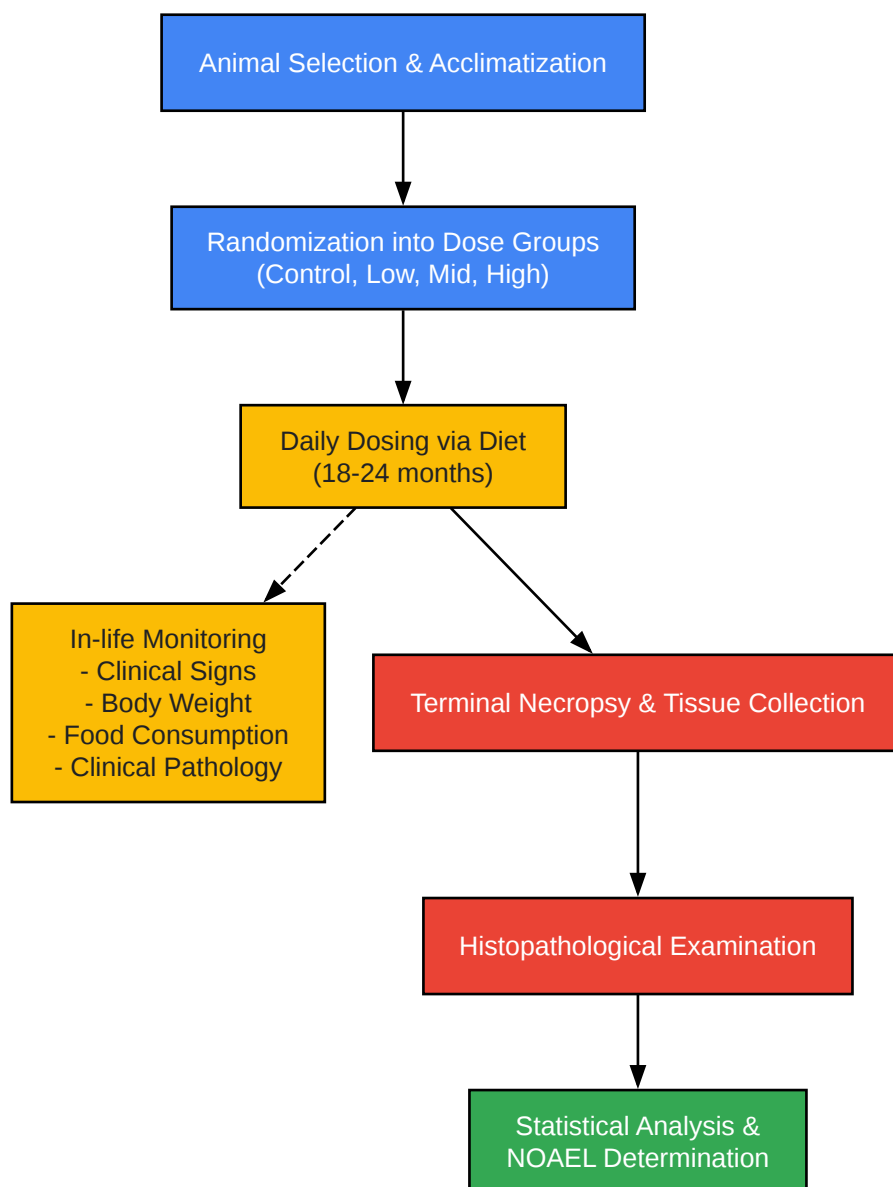 Animal Selection & Acclimatization
Randomization into Dose Groups
(Control, Low, Mid, High)
Daily Dosing via Diet
(18-24 months)
In-life Monitoring
- Clinical Signs
- Body Weight
- Food Consumption
- Clinical Pathology
Terminal Necropsy & Tissue Collection
Histopathological Examination
Statistical Analysis &
NOAEL Determination